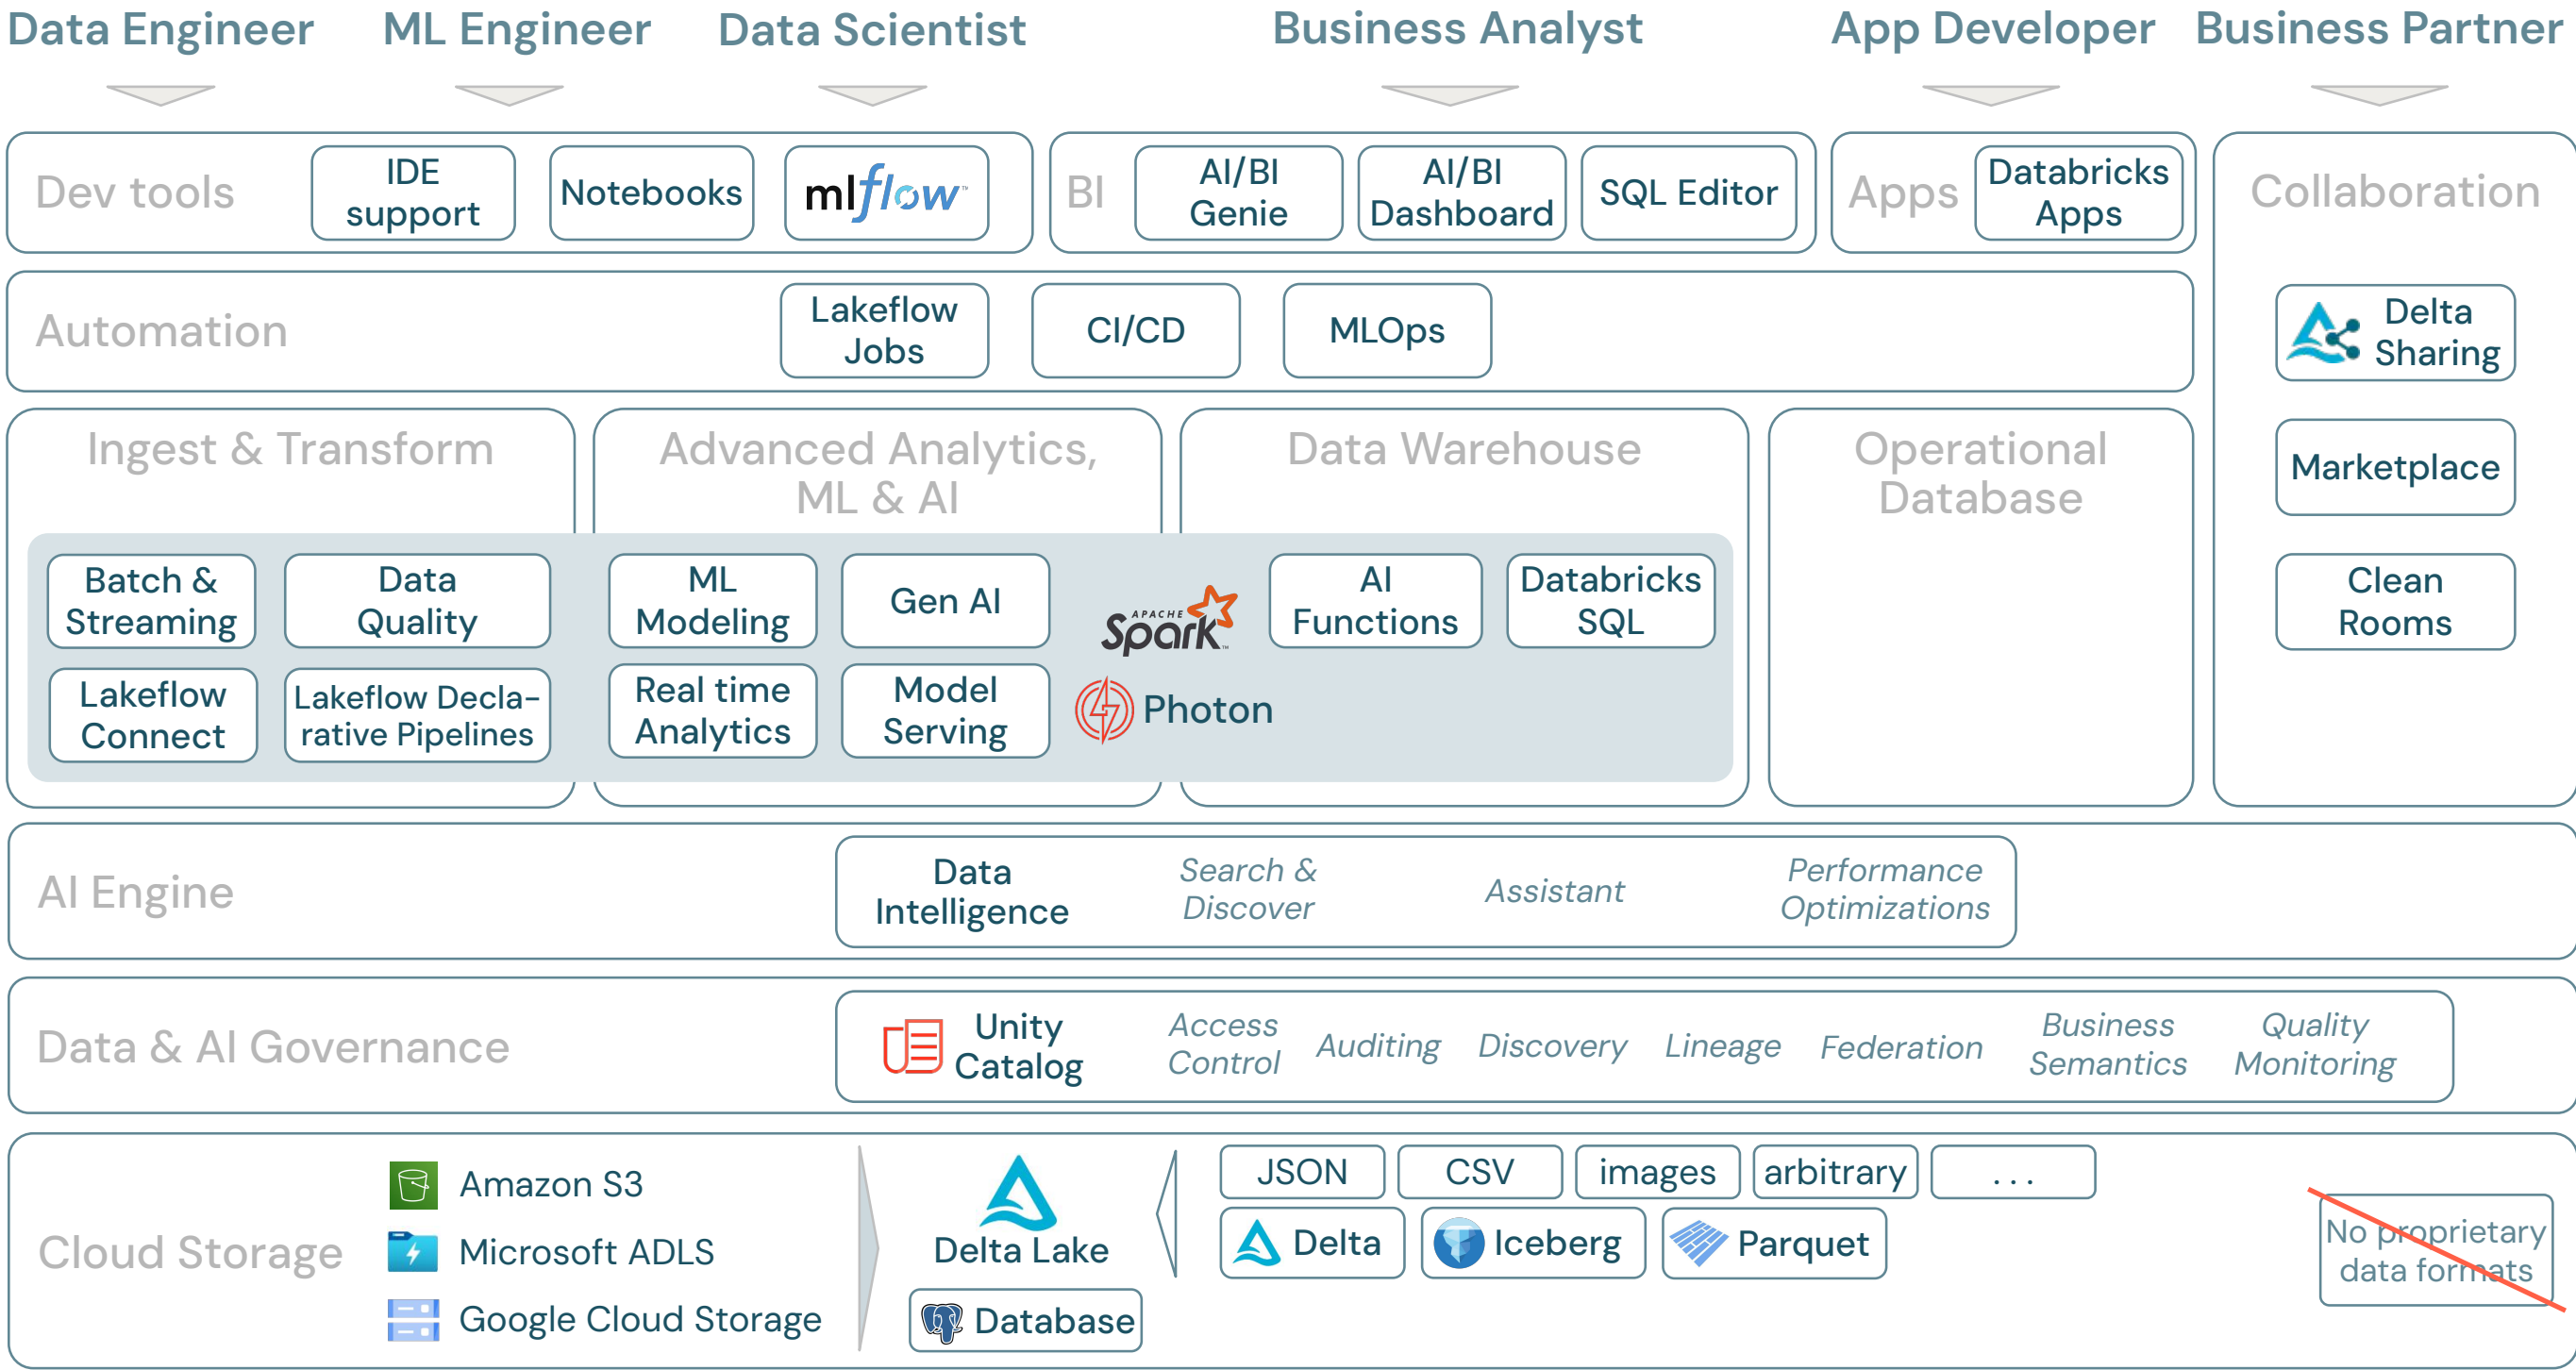 Data Engineer
ML Engineer
Data Scientist
Business Analyst
App Developer
Business Partner
Dev tools
IDE
support
Notebooks
mlflow™
BI
AI/BI
Genie
AI/BI
Dashboard
SQL Editor
Apps
Databricks
Apps
Collaboration
Delta
Sharing
Marketplace
Clean
Rooms
Automation
Lakeflow
Jobs
CI/CD
MLOps
Ingest & Transform
Batch &
Streaming
Data
Quality
Lakeflow
Connect
Lakeflow Decla-
rative Pipelines
Advanced Analytics,
ML & AI
ML
Modeling
Gen AI
Real time
Analytics
Model
Serving
APACHE
Spark™
Photon
Data Warehouse
AI
Functions
Databricks
SQL
Operational
Database
AI Engine
Data
Intelligence
Search &
Discover
Assistant
Performance
Optimizations
Data & AI Governance
Unity
Catalog
Access
Control
Auditing
Discovery
Lineage
Federation
Business
Semantics
Quality
Monitoring
Cloud Storage
Amazon S3
Microsoft ADLS
Google Cloud Storage
Delta Lake
Database
JSON
CSV
images
arbitrary
...
Delta
Iceberg
Parquet
No proprietary
data formats